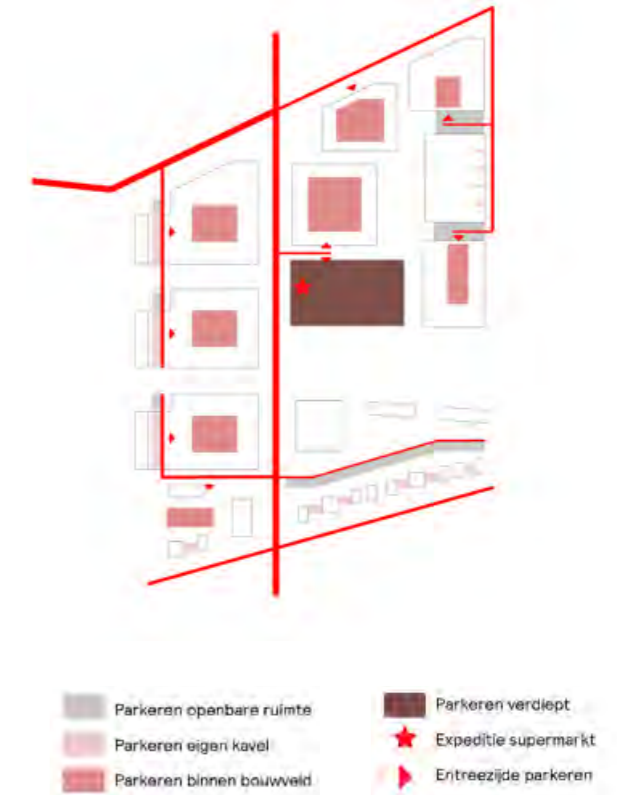 Parkeren openbare ruimte
Parkeren eigen kavel
Parkeren binnen bouwveld
Parkeren verdiept
Expeditie supermarkt
Entreezijde parkeren